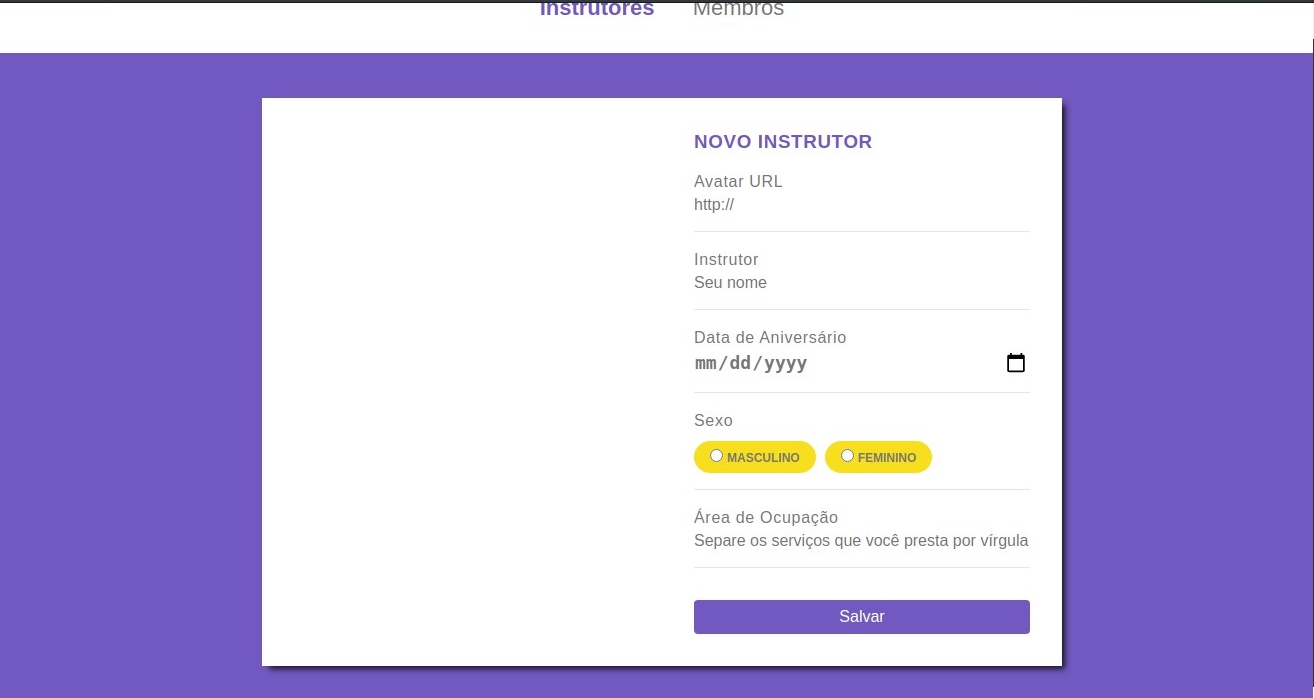 Instrutores Membros
NOVO INSTRUTOR
Avatar URL
http://
Instrutor
Seu nome
Data de Aniversário
mm/dd/yyyy
Sexo
MASCULINO FEMININO
Área de Ocupação
Separe os serviços que você presta por vírgula
Salvar